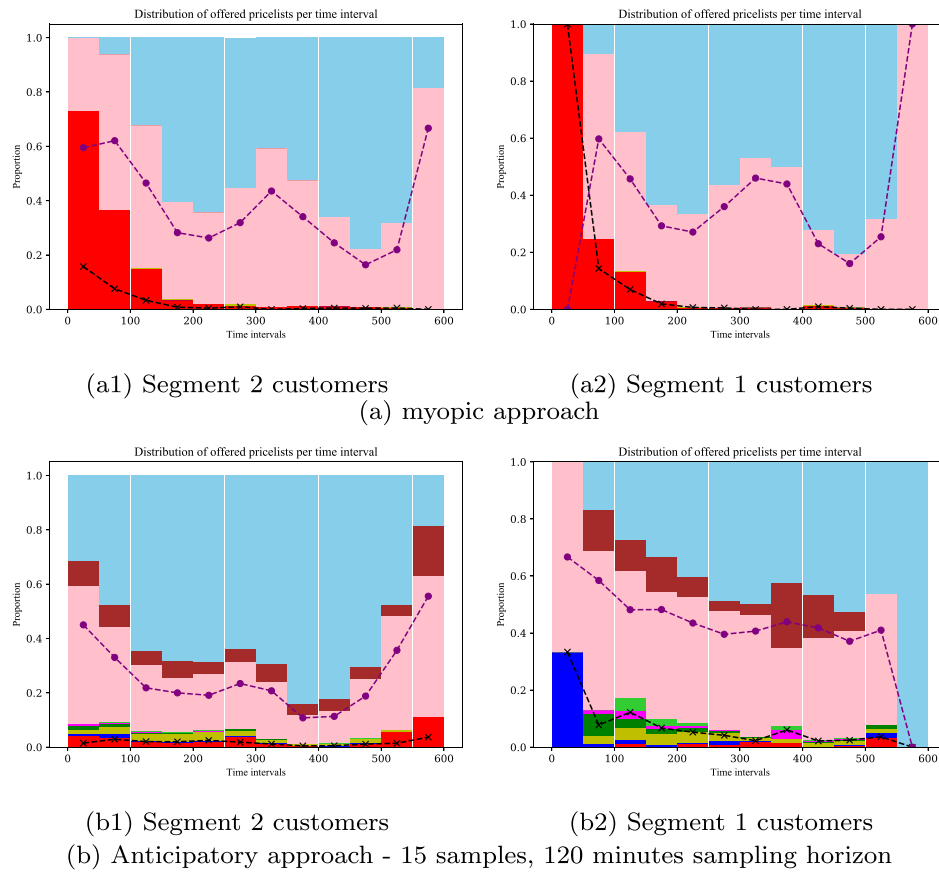 Distribution of offered pricelists per time interval
Distribution of offered pricelists per time interval
1.0
0.8
0.6
0.4
0.2
0.0
Proportion
0 100 200 300 400 500 600
Time intervals
1.0
0.8
0.6
0.4
0.2
0.0
Proportion
0 100 200 300 400 500 600
Time intervals
(a1) Segment 2 customers
(a2) Segment 1 customers
(a) myopic approach
Distribution of offered pricelists per time interval
Distribution of offered pricelists per time interval
1.0
0.8
0.6
0.4
0.2
0.0
Proportion
0 100 200 300 400 500 600
Time intervals
1.0
0.8
0.6
0.4
0.2
0.0
Proportion
0 100 200 300 400 500 600
Time intervals
(b1) Segment 2 customers
(b2) Segment 1 customers
(b) Anticipatory approach - 15 samples, 120 minutes sampling horizon